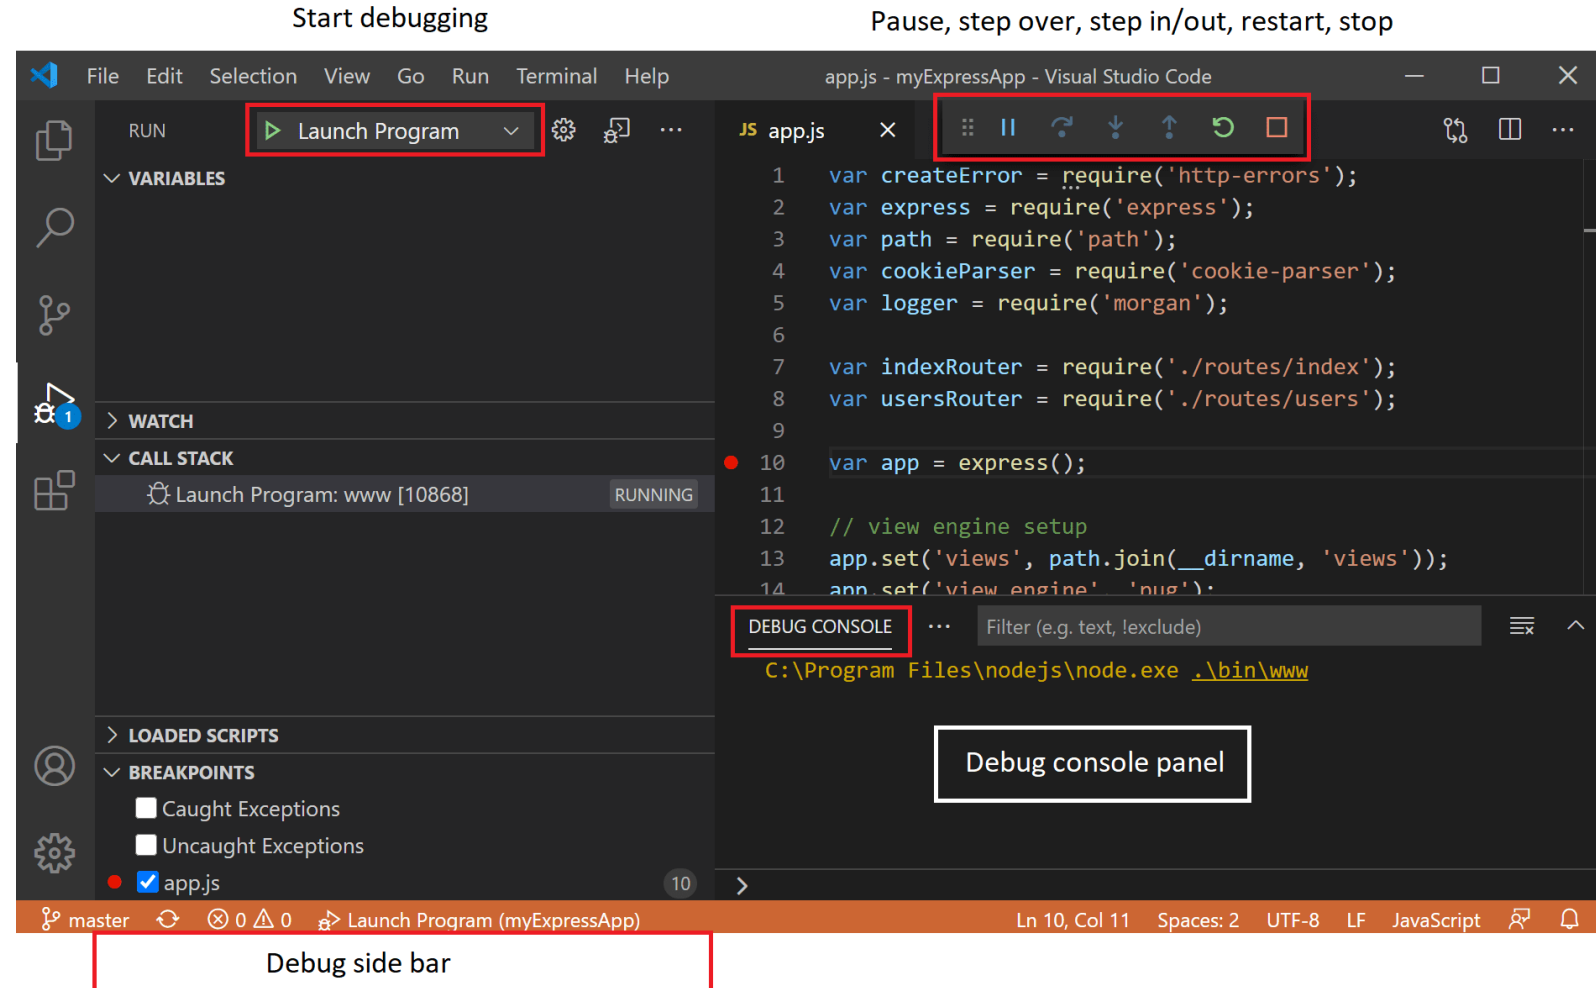 Start debugging
Pause, step over, step in/out, restart, stop
File Edit Selection View Go Run Terminal Help
app.js - myExpressApp - Visual Studio Code
RUN
Launch Program
JS app.js
VARIABLES
WATCH
CALL STACK
Launch Program: www [10868] RUNNING
LOADED SCRIPTS
BREAKPOINTS
Caught Exceptions
Uncaught Exceptions
app.js 10
1 var createError = require('http-errors');
2 var express = require('express');
3 var path = require('path');
4 var cookieParser = require('cookie-parser');
5 var logger = require('morgan');
6
7 var indexRouter = require('./routes/index');
8 var usersRouter = require('./routes/users');
9
10 var app = express();
11
12 // view engine setup
13 app.set('views', path.join(__dirname, 'views'));
14 app.set('view engine', 'pug');
DEBUG CONSOLE
Filter (e.g. text, !exclude)
C:\Program Files\nodejs\node.exe .\bin\www
Debug console panel
1
master 0 0 Launch Program (myExpressApp)
Ln 10, Col 11 Spaces: 2 UTF-8 LF JavaScript
Debug side bar